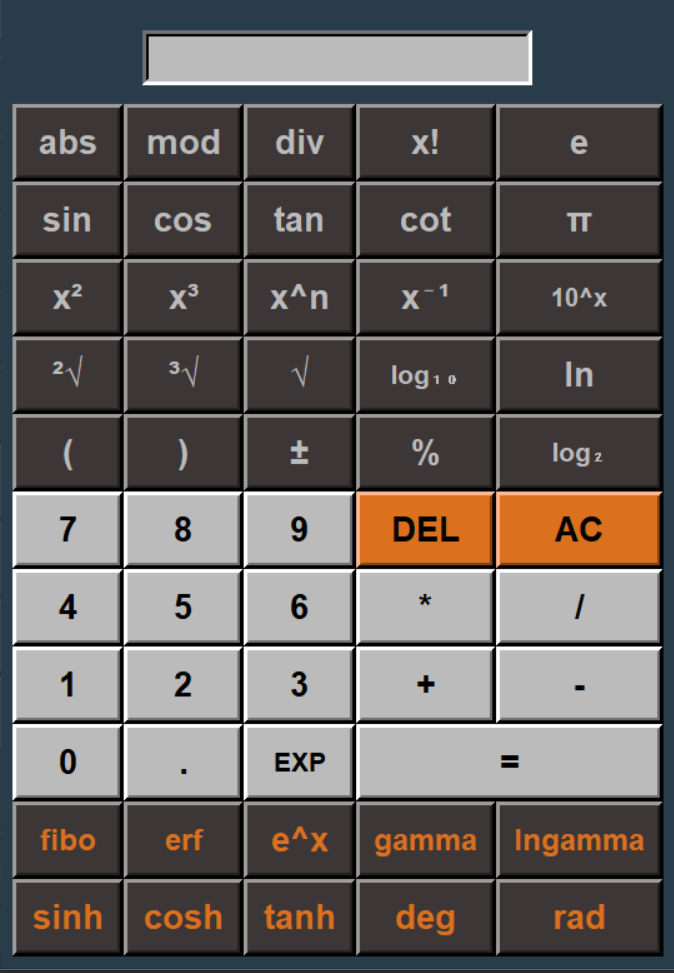 abs mod div x! e
sin cos tan cot π
x² x³ x^n x⁻¹ 10^x
²√ ³√ √ log₁₀ ln
( ) ± % log₂
7 8 9 DEL AC
4 5 6 * /
1 2 3 + -
0 . EXP =
fibo erf e^x gamma lngamma
sinh cosh tanh deg rad